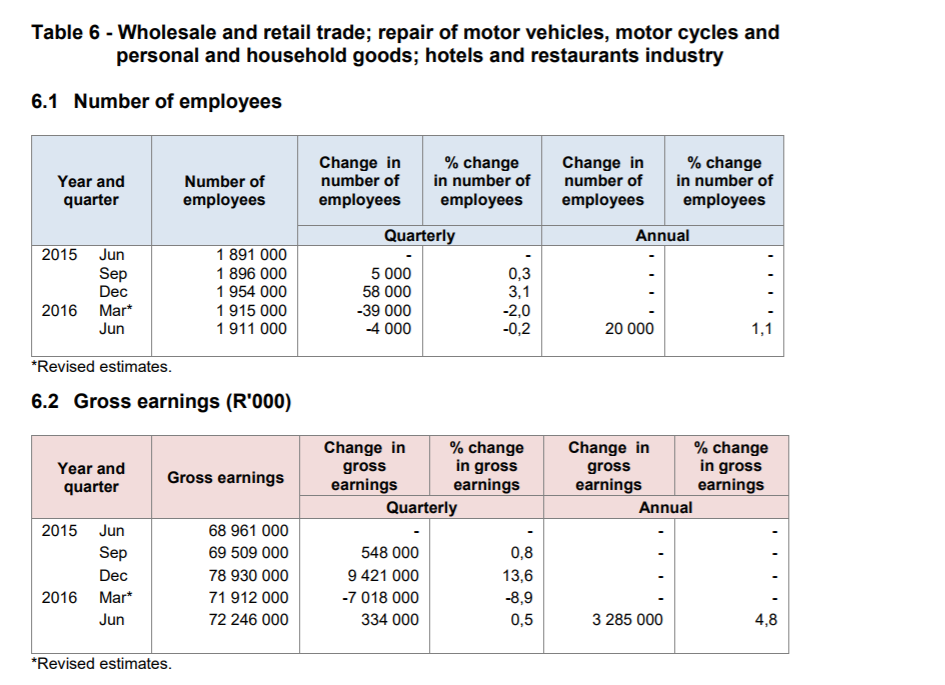 Table 6 - Wholesale and retail trade; repair of motor vehicles, motor cycles and
personal and household goods; hotels and restaurants industry
6.1 Number of employees
Year and quarter Number of employees Change in number of employees % change in number of employees Change in number of employees % change in number of employees
Quarterly Annual
2015 Jun 1 891 000 - - - -
Sep 1 896 000 5 000 0,3 - -
Dec 1 954 000 58 000 3,1 - -
2016 Mar* 1 915 000 -39 000 -2,0 - -
Jun 1 911 000 -4 000 -0,2 20 000 1,1
*Revised estimates.
6.2 Gross earnings (R'000)
Year and quarter Gross earnings Change in gross earnings % change in gross earnings Change in gross earnings % change in gross earnings
Quarterly Annual
2015 Jun 68 961 000 - - - -
Sep 69 509 000 548 000 0,8 - -
Dec 78 930 000 9 421 000 13,6 - -
2016 Mar* 71 912 000 -7 018 000 -8,9 - -
Jun 72 246 000 334 000 0,5 3 285 000 4,8
*Revised estimates.